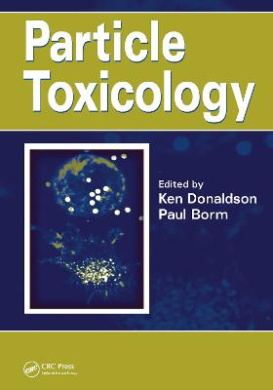 Particle
Toxicology
Edited by
Ken Donaldson
Paul Borm
CRC Press